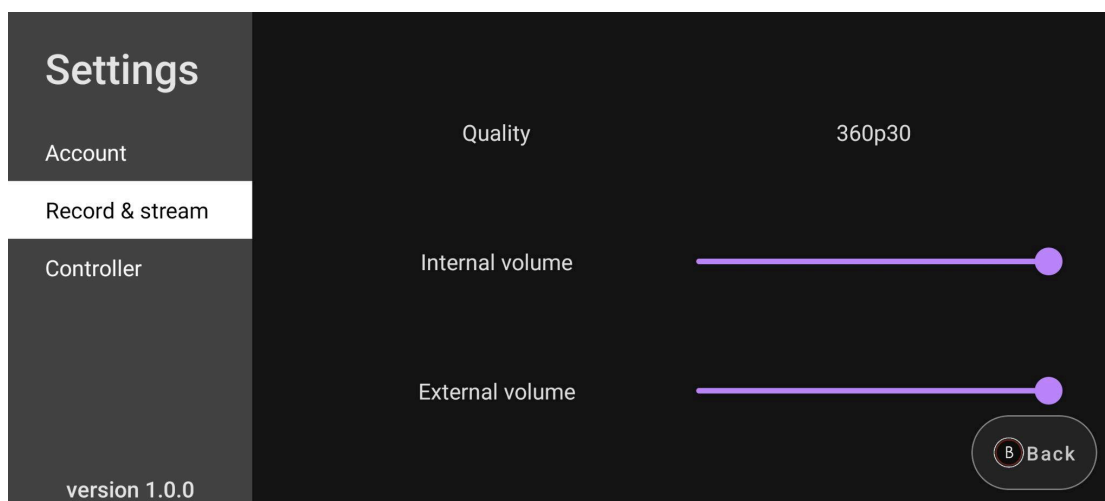 Settings
Account
Record & stream
Controller
version 1.0.0
Quality 360p30
Internal volume
External volume
B Back